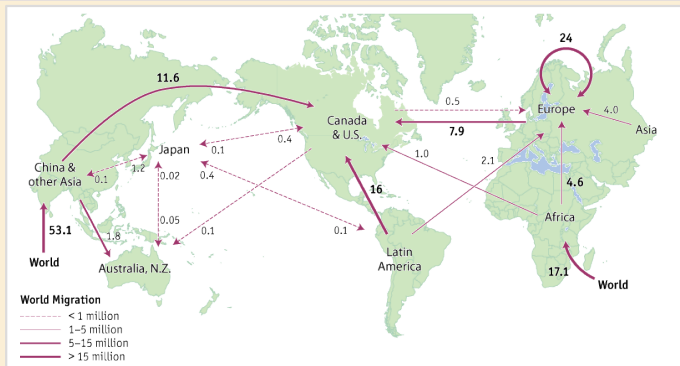 24
11.6
0.5
Europe
4.0
Canada
& U.S.
7.9
Asia
Japan
0.1
0.4
1.0
China &
other Asia
0.1
1.2
0.02
0.4
2.1
16
4.6
0.05
0.1
0.1
Africa
53.1
1.8
World
Australia, N.Z.
Latin
America
17.1
World
World Migration
< 1 million
1–5 million
5–15 million
> 15 million